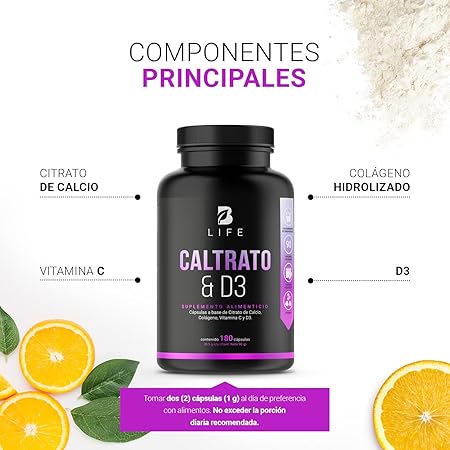 COMPONENTES
PRINCIPALES
CITRATO
DE CALCIO
COLÁGENO
HIDROLIZADO
B
LIFE
CALTRATO
& D3
SUPLEMENTO ALIMENTICIO
Cápsulas a base de Citrato de Calcio,
Colágeno, Vitamina C y D3.
contenido 180 cápsulas
VITAMINA C
D3
90
Tomar dos (2) cápsulas (1 g) al día de preferencia
con alimentos. No exceder la porción
diaria recomendada.